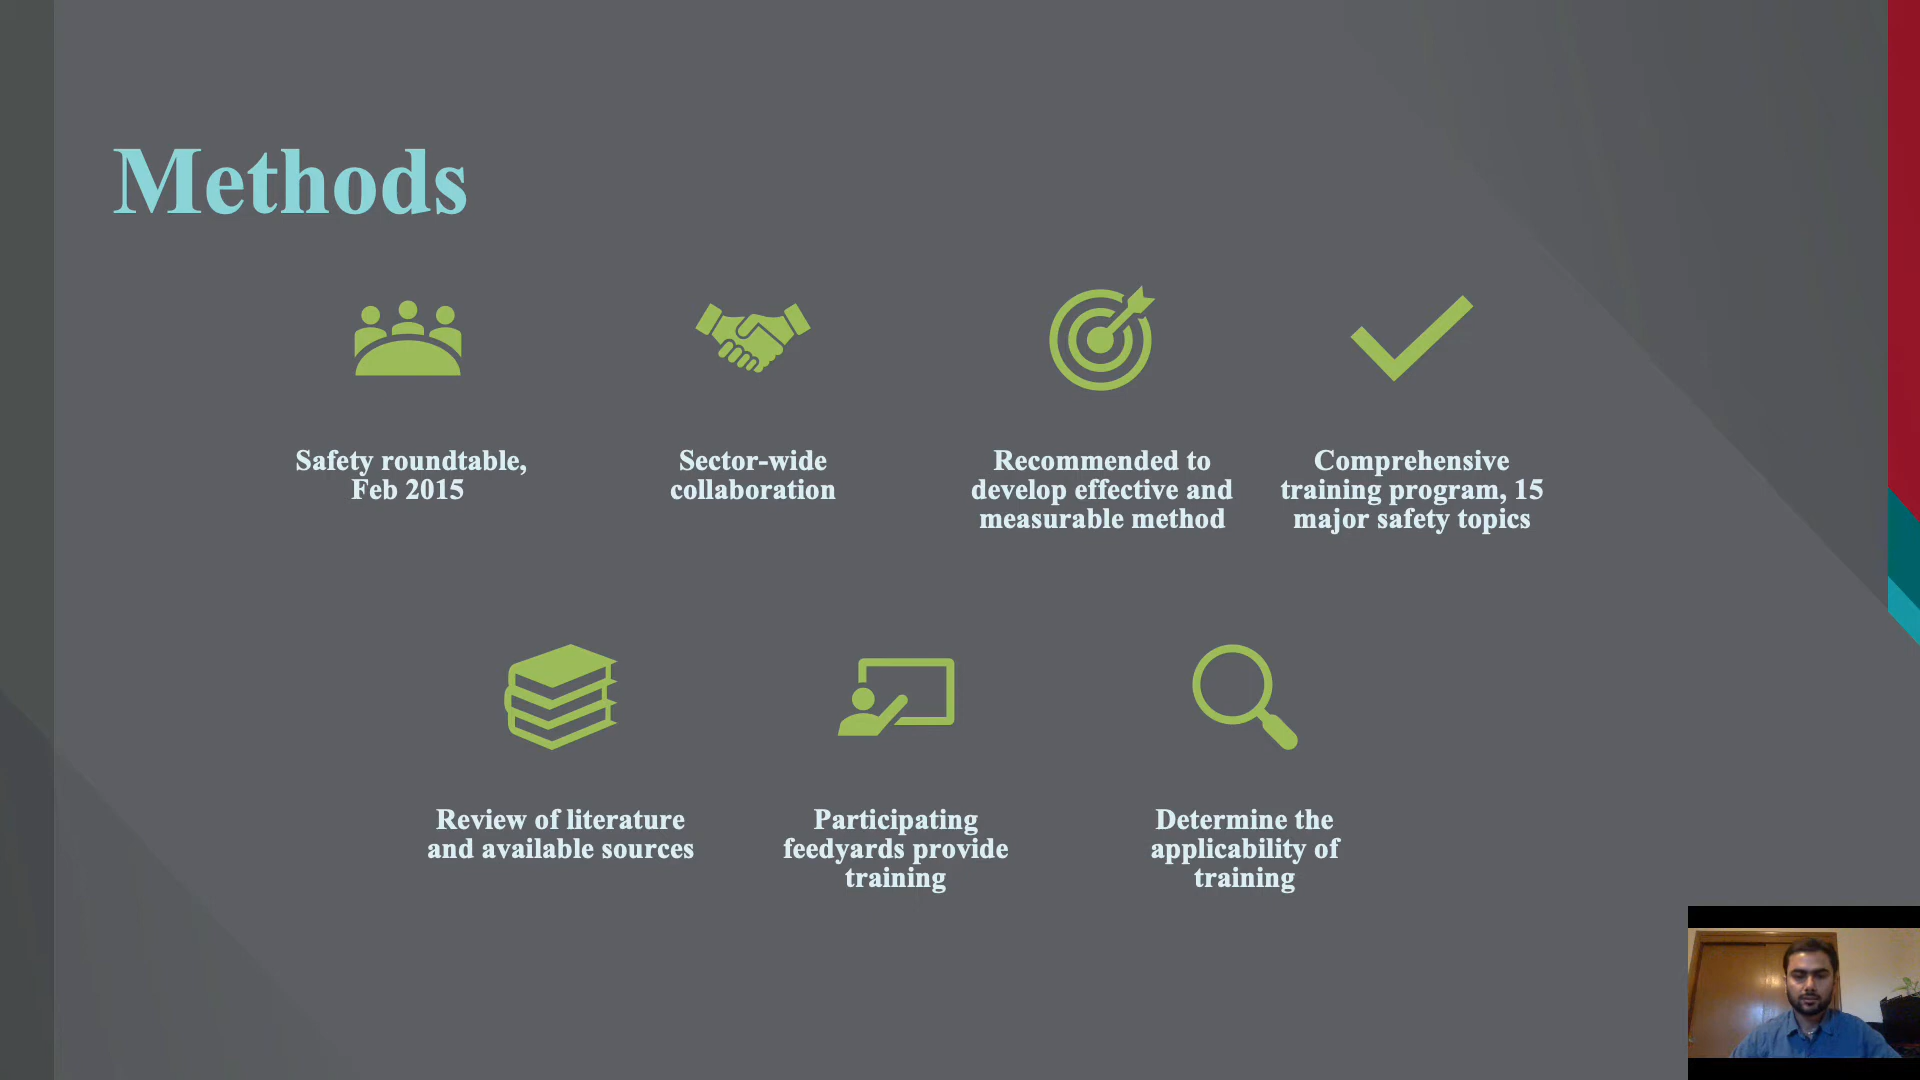 Methods
Safety roundtable,
Feb 2015
Sector-wide
collaboration
Recommended to
develop effective and
measurable method
Comprehensive
training program, 15
major safety topics
Review of literature
and available sources
Participating
feedyards provide
training
Determine the
applicability of
training